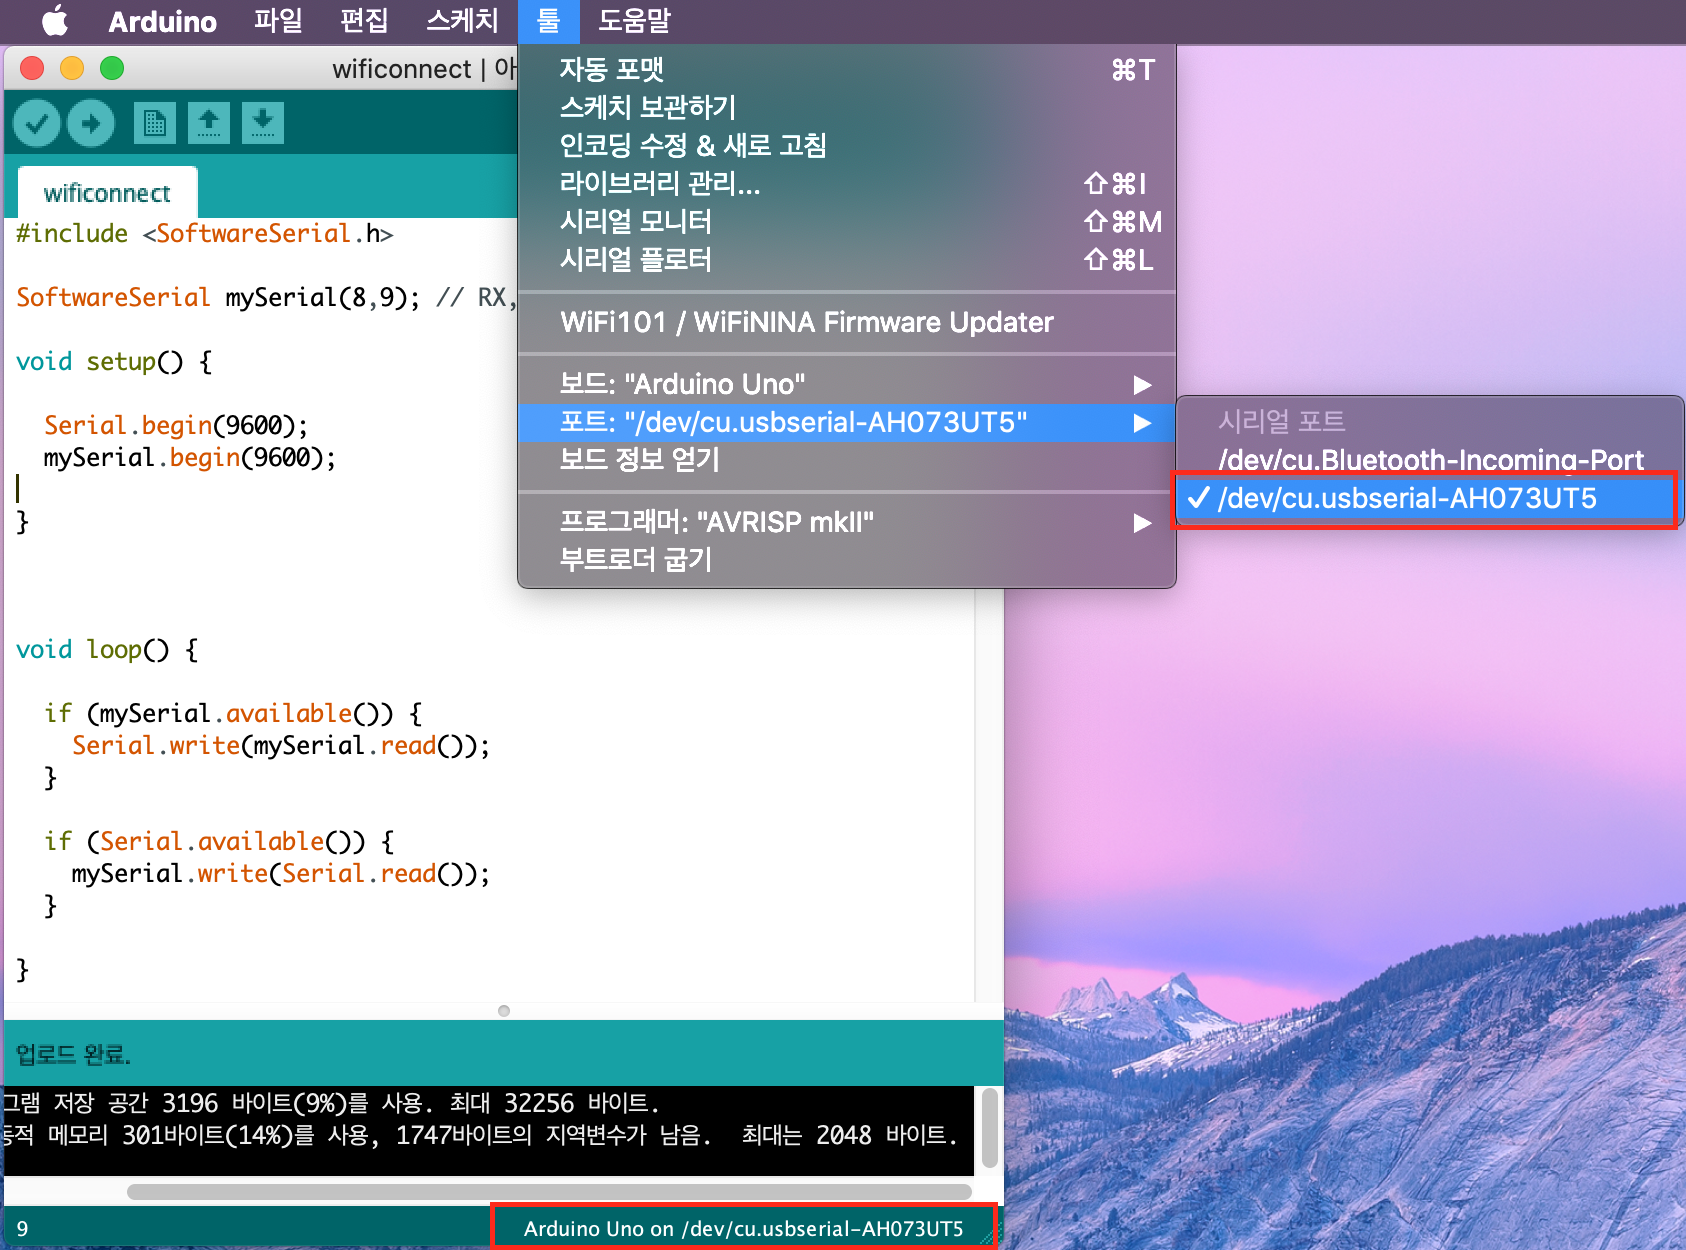 Arduino 파일 편집 스케치 툴 도움말
wificonnect | 아
자동 포맷 ⌘T
스케치 보관하기
인코딩 수정 & 새로 고침
라이브러리 관리... ⇧⌘I
시리얼 모니터 ⇧⌘M
시리얼 플로터 ⇧⌘L
WiFi101 / WiFiNINA Firmware Updater
보드: "Arduino Uno" ▶
포트: "/dev/cu.usbserial-AH073UT5" ▶
보드 정보 얻기
프로그래머: "AVRISP mkII" ▶
부트로더 굽기
시리얼 포트
/dev/cu.Bluetooth-Incoming-Port
✓ /dev/cu.usbserial-AH073UT5
wificonnect
#include <SoftwareSerial.h>
SoftwareSerial mySerial(8,9); // RX,
void setup() {
Serial.begin(9600);
mySerial.begin(9600);
}
void loop() {
if (mySerial.available()) {
Serial.write(mySerial.read());
}
if (Serial.available()) {
mySerial.write(Serial.read());
}
}
업로드 완료.
그램 저장 공간 3196 바이트(9%)를 사용. 최대 32256 바이트.
동적 메모리 301바이트(14%)를 사용, 1747바이트의 지역변수가 남음. 최대는 2048 바이트.
9
Arduino Uno on /dev/cu.usbserial-AH073UT5